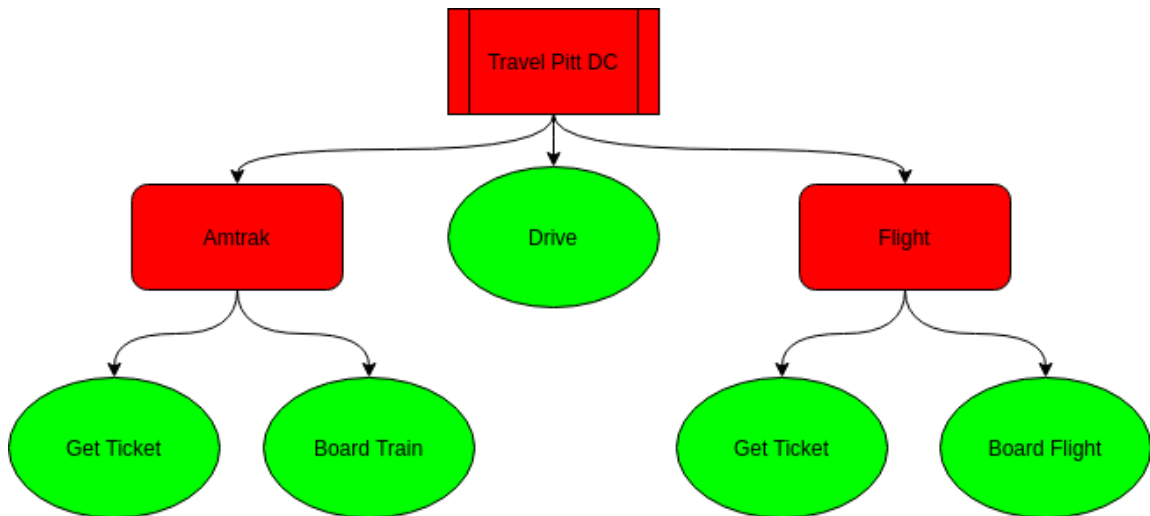 Travel Pitt DC
Amtrak
Drive
Flight
Get Ticket
Board Train
Get Ticket
Board Flight